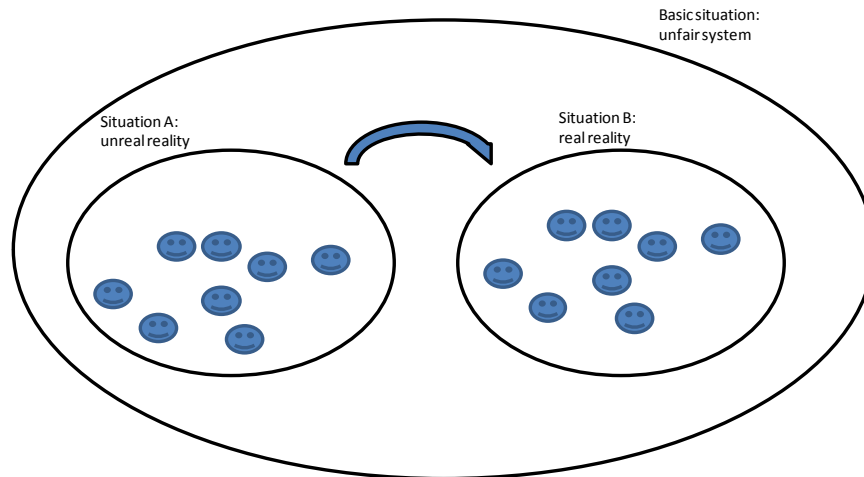 Basic situation:
unfair system
Situation A:
unreal reality
Situation B:
real reality